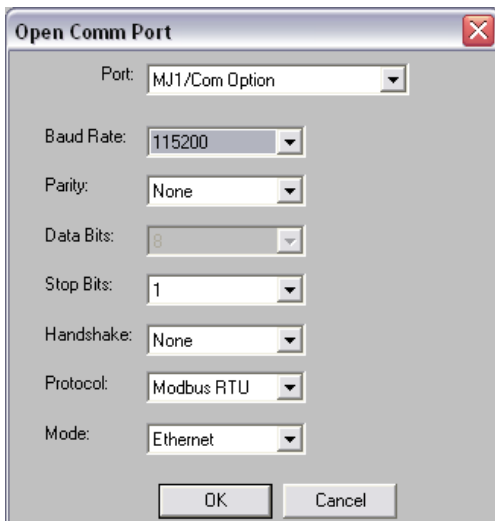 Open Comm Port
Port: MJ1/Com Option
Baud Rate: 115200
Parity: None
Data Bits: 8
Stop Bits: 1
Handshake: None
Protocol: Modbus RTU
Mode: Ethernet
OK Cancel